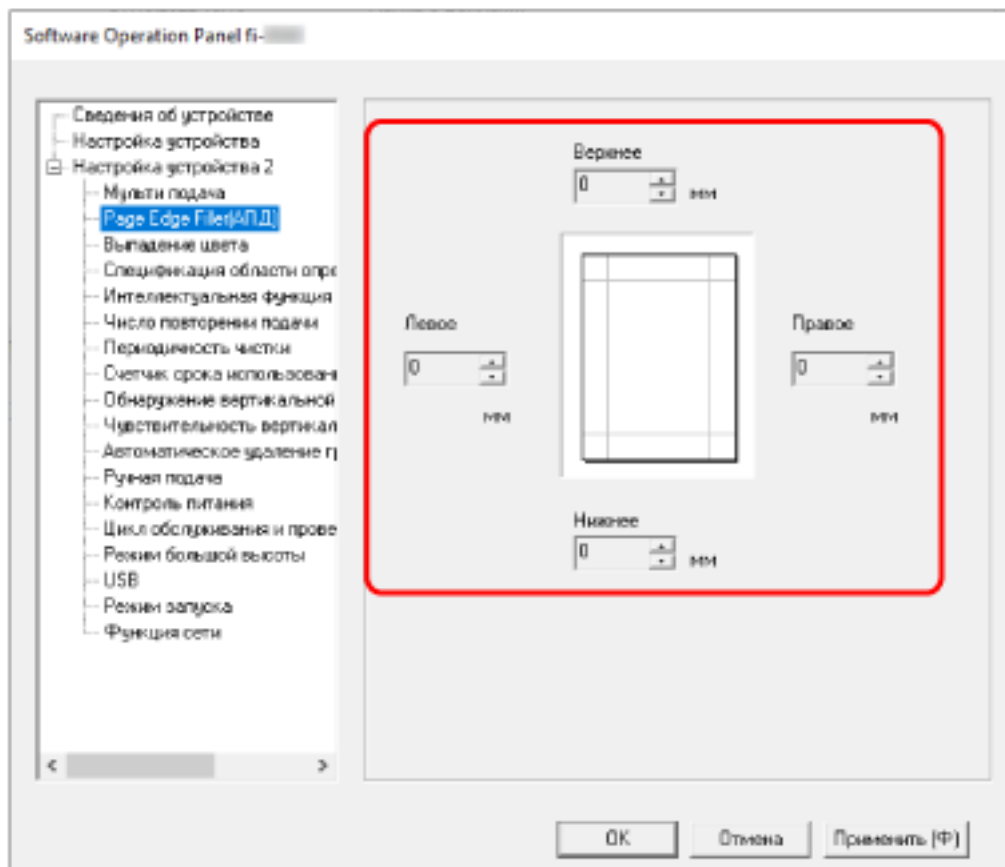 Software Operation Panel fi-
Сведения об устройстве
Настройка устройства
Настройка устройства 2
Мульти подача
Page Edge Filler(АПД)
Выпадение цвета
Спецификация области опре
Интеллектуальная функция
Число повторении подачи
Периодичность чистки
Счетчик срока использован
Обнаружение вертикальной
Чувствительность вертикал
Автоматическое удаление г
Ручная подача
Контроль питания
Цикл обслуживания и прове
Режим большой высоты
USB
Режим запуска
Функция сети
Верхнее
0 мм
Левое
0
мм
Правое
0
мм
Нижнее
0 мм
OK Отмена Применить (Ф)